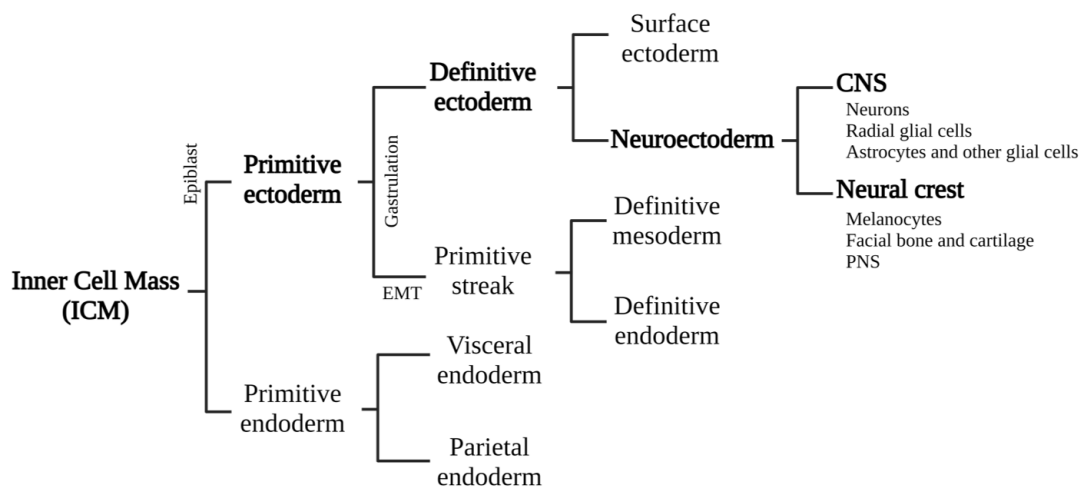 Inner Cell Mass
(ICM)
Epiblast
Primitive
ectoderm
Primitive
endoderm
Gastrulation
EMT
Definitive
ectoderm
Primitive
streak
Visceral
endoderm
Parietal
endoderm
Surface
ectoderm
Neuroectoderm
Definitive
mesoderm
Definitive
endoderm
CNS
Neurons
Radial glial cells
Astrocytes and other glial cells
Neural crest
Melanocytes
Facial bone and cartilage
PNS